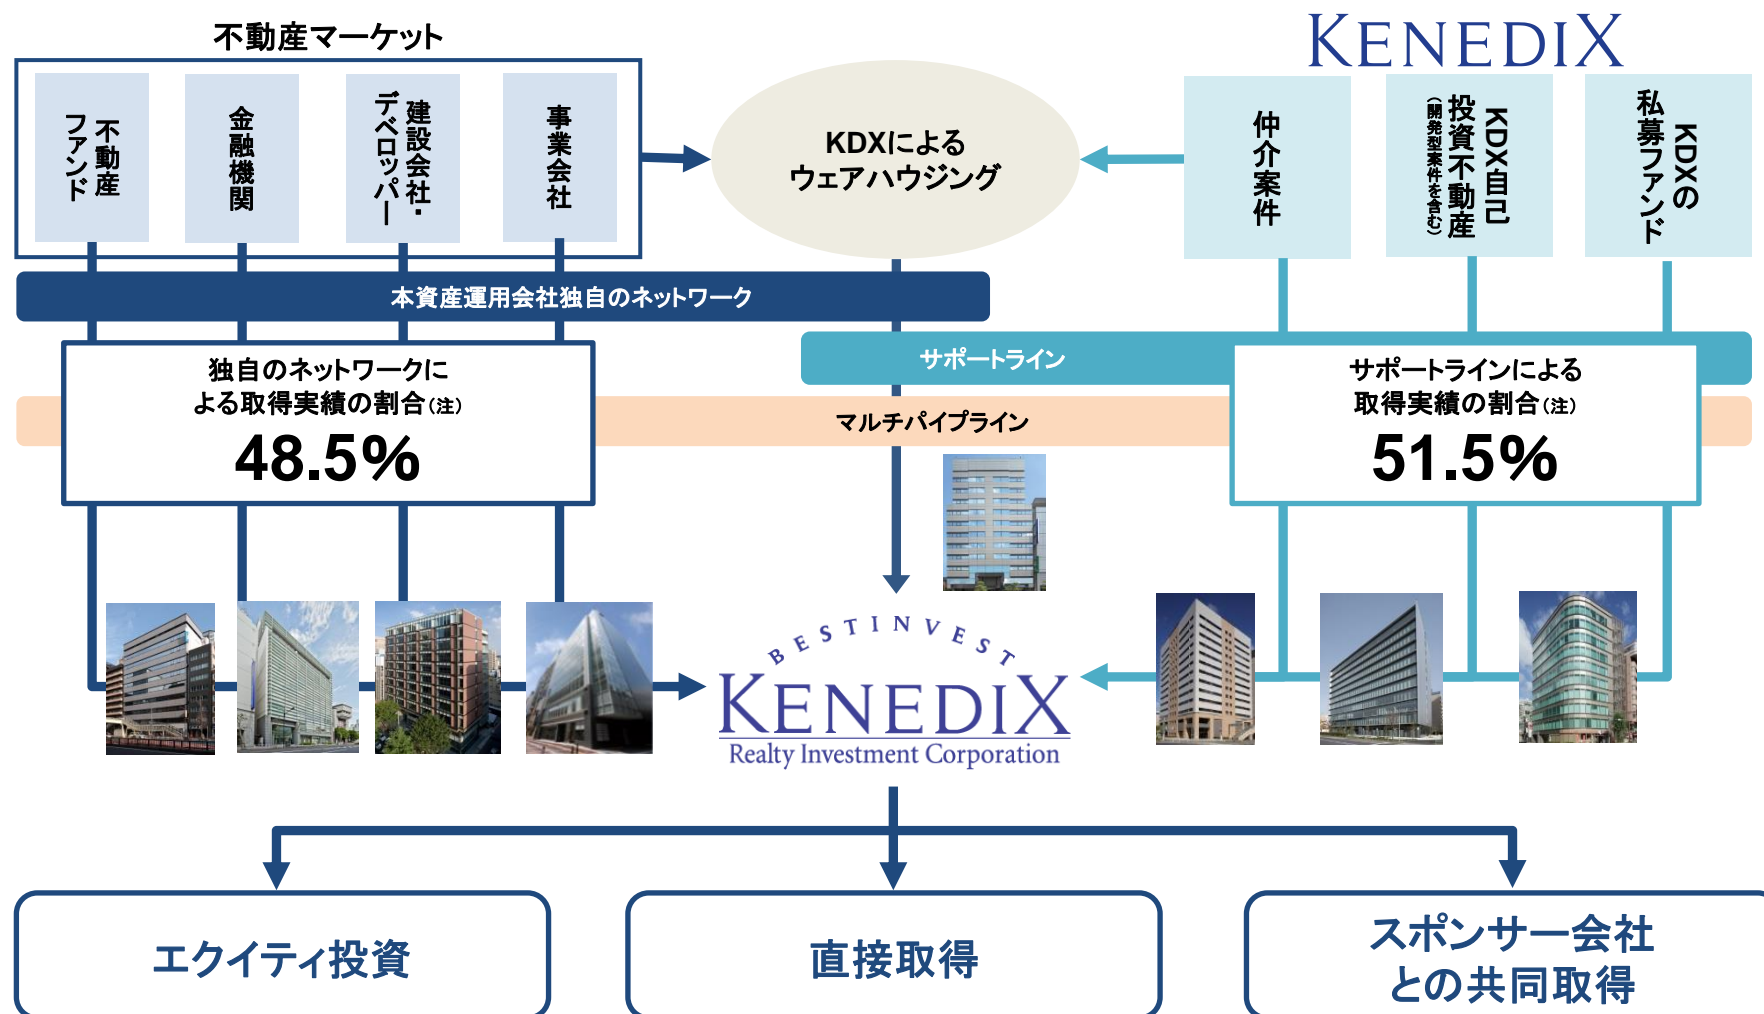 不動産マーケット
KENEDIX
不動産
ファンド
金融機関
建設会社・
デベロッパー
事業会社
KDXによる
ウェアハウジング
仲介案件
KDX自己
投資不動産
（開発型案件を含む）
KDXの
私募ファンド
本資産運用会社独自のネットワーク
サポートライン
独自のネットワークに
よる取得実績の割合（注）
48.5%
マルチパイプライン
サポートラインによる
取得実績の割合（注）
51.5%
BESTINVEST
KENEDIX
Realty Investment Corporation
エクイティ投資
直接取得
スポンサー会社
との共同取得